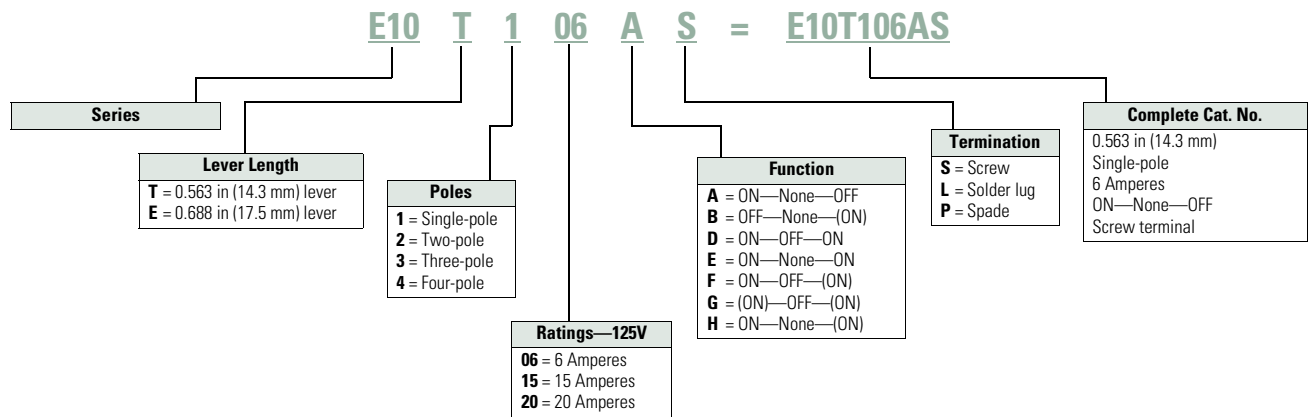 E10 T 1 06 A S = E10T106AS
Series
Lever Length
T = 0.563 in (14.3 mm) lever
E = 0.688 in (17.5 mm) lever
Poles
1 = Single-pole
2 = Two-pole
3 = Three-pole
4 = Four-pole
Ratings—125V
06 = 6 Amperes
15 = 15 Amperes
20 = 20 Amperes
Function
A = ON—None—OFF
B = OFF—None—(ON)
D = ON—OFF—ON
E = ON—None—ON
F = ON—OFF—(ON)
G = (ON)—OFF—(ON)
H = ON—None—(ON)
Termination
S = Screw
L = Solder lug
P = Spade
Complete Cat. No.
0.563 in (14.3 mm)
Single-pole
6 Amperes
ON—None—OFF
Screw terminal